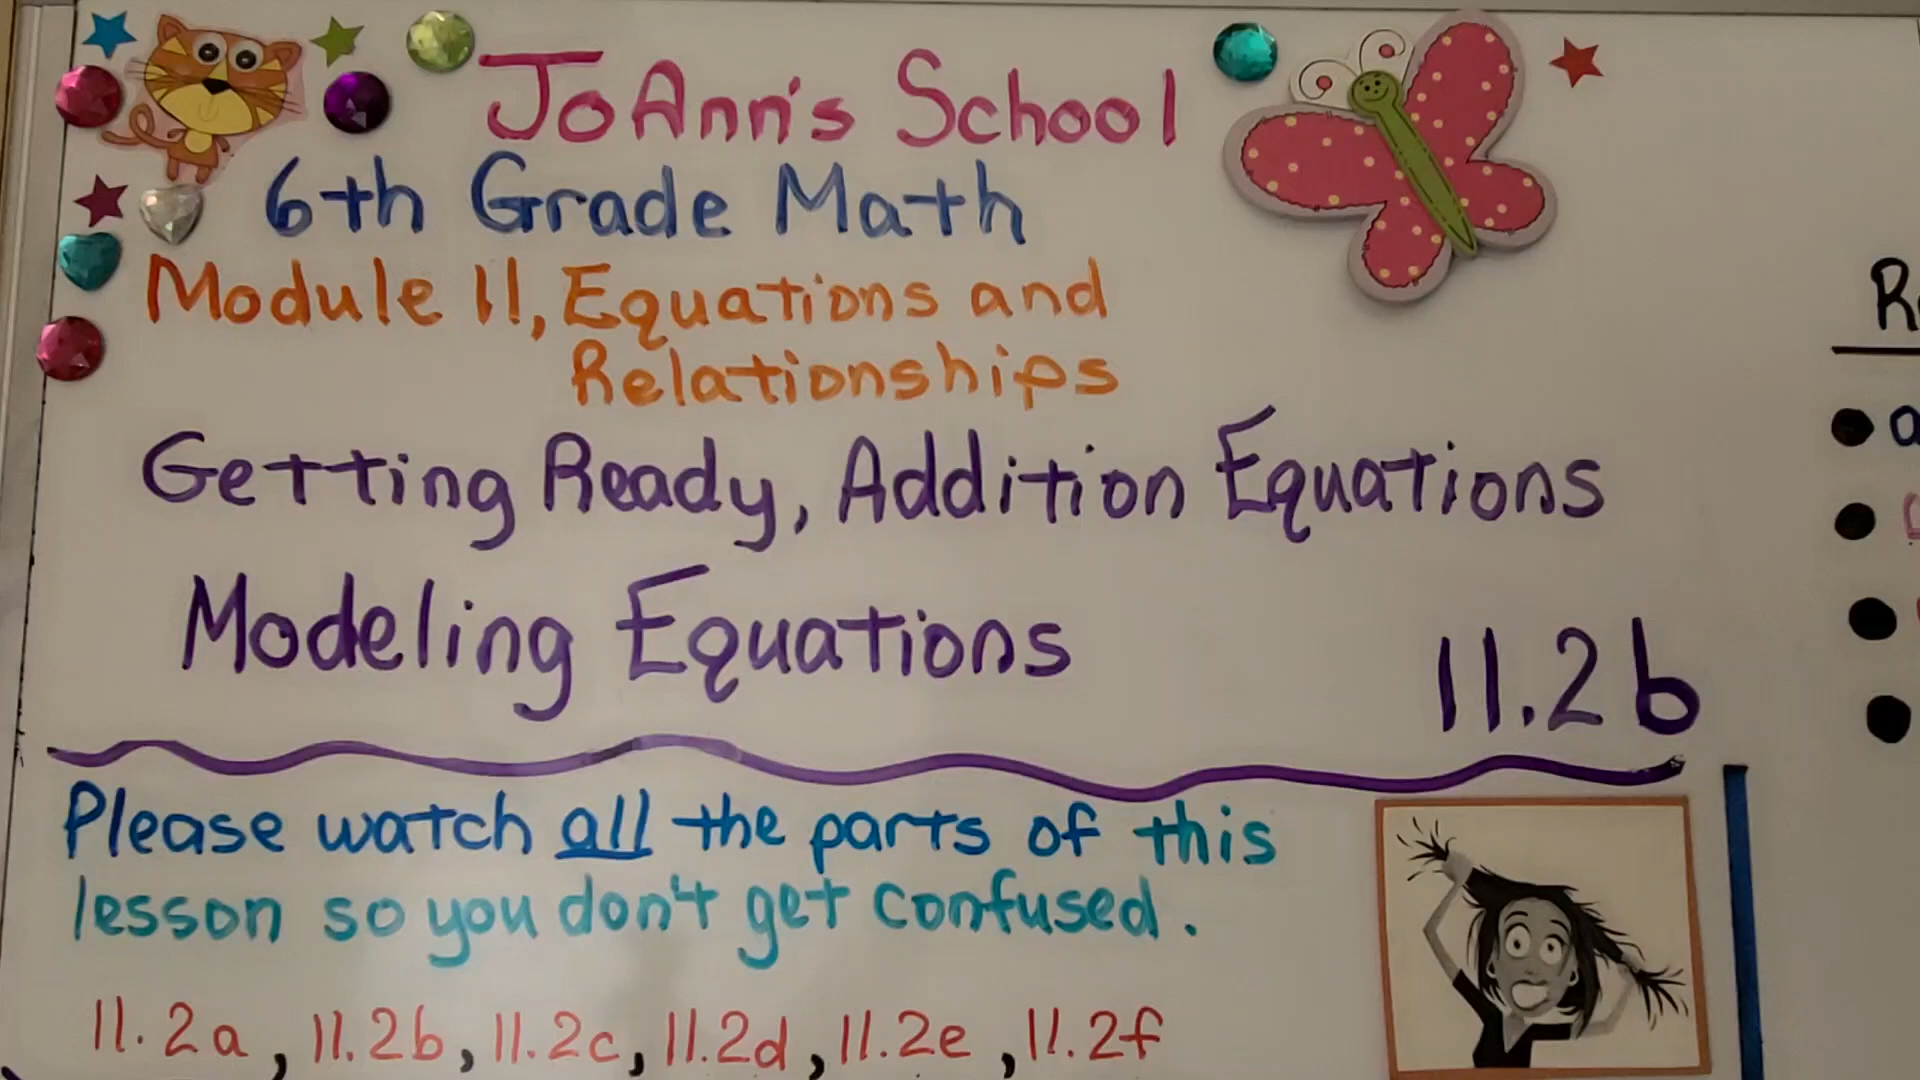 JoAnn's School
6th Grade Math
Module 11, Equations and
Relationships
Getting Ready, Addition Equations
Modeling Equations 11.2b
Please watch all the parts of this
lesson so you don't get confused.
11.2a, 11.2b, 11.2c, 11.2d, 11.2e, 11.2f